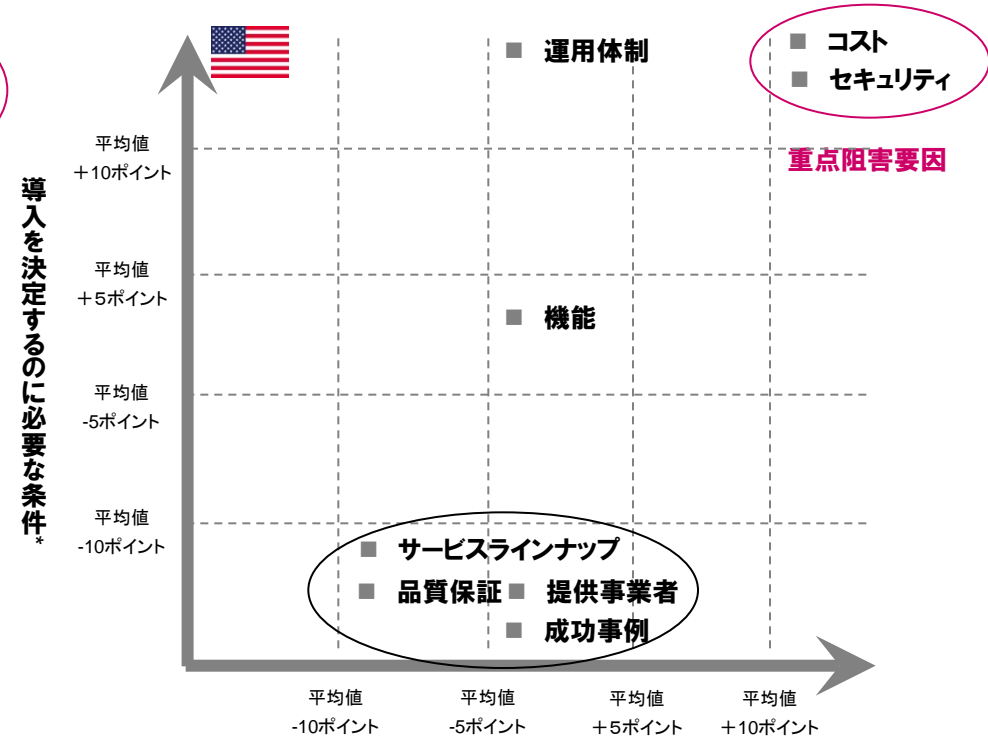 運用体制
コスト
セキュリティ
重点阻害要因
平均値
＋10ポイント
導入を決定するのに必要な条件*
平均値
＋5ポイント
機能
平均値
-5ポイント
平均値
-10ポイント
サービスラインナップ
品質保証
提供事業者
成功事例
平均値
-10ポイント
平均値
-5ポイント
平均値
＋5ポイント
平均値
＋10ポイント